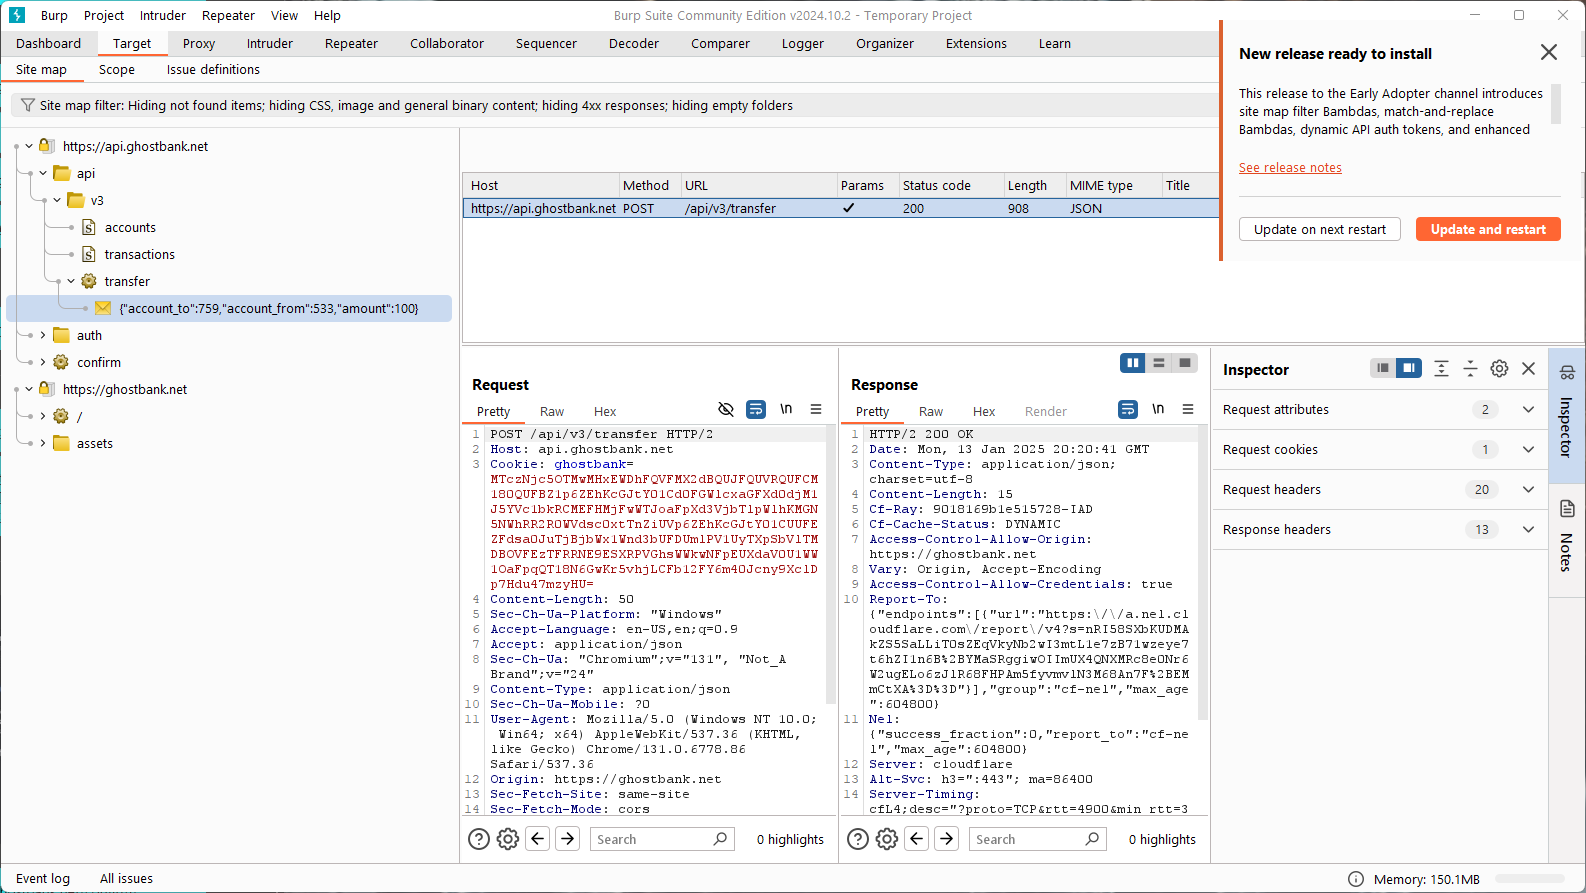 Burp Project Intruder Repeater View Help
Burp Suite Community Edition v2024.10.2 - Temporary Project
Dashboard Target Proxy Intruder Repeater Collaborator Sequencer Decoder Comparer Logger Organizer Extensions Learn
Site map Scope Issue definitions
Site map filter: Hiding not found items; hiding CSS, image and general binary content; hiding 4xx responses; hiding empty folders
New release ready to install
This release to the Early Adopter channel introduces
site map filter Bambdas, match-and-replace
Bambdas, dynamic API auth tokens, and enhanced
See release notes
Update on next restart
Update and restart
https://api.ghostbank.net
api
v3
accounts
transactions
transfer
{"account_to":759,"account_from":533,"amount":100}
auth
confirm
https://ghostbank.net
/
assets
Host Method URL Params Status code Length MIME type Title
https://api.ghostbank.net POST /api/v3/transfer ✓ 200 908 JSON
Request
Pretty Raw Hex
\n
1 POST /api/v3/transfer HTTP/2
2 Host: api.ghostbank.net
3 Cookie: ghostbank=
4 Content-Length: 50
5 Sec-Ch-Ua-Platform: "Windows"
6 Accept-Language: en-US,en;q=0.9
7 Accept: application/json
8 Sec-Ch-Ua: "Chromium";v="131", "Not_A
Brand";v="24"
9 Content-Type: application/json
10 Sec-Ch-Ua-Mobile: ?0
11 User-Agent: Mozilla/5.0 (Windows NT 10.0;
Win64; x64) AppleWebKit/537.36 (KHTML,
like Gecko) Chrome/131.0.6778.86
Safari/537.36
12 Origin: https://ghostbank.net
13 Sec-Fetch-Site: same-site
14 Sec-Fetch-Mode: cors
Search
0 highlights
Response
Pretty Raw Hex Render
\n
1 HTTP/2 200 OK
2 Date: Mon, 13 Jan 2025 20:20:41 GMT
3 Content-Type: application/json;
charset=utf-8
4 Content-Length: 15
5 Cf-Ray: 9018169b1e515728-IAD
6 Cf-Cache-Status: DYNAMIC
7 Access-Control-Allow-Origin:
https://ghostbank.net
8 Vary: Origin, Accept-Encoding
9 Access-Control-Allow-Credentials: true
10 Report-To:
{"endpoints":[{"url":"https:\/\/a.nel.cl
oudflare.com\/report\/v4?s=
mCtXA%3D%3D"}],"group":"cf-nel","max_age
":604800}
11 Nel:
{"success_fraction":0,"report_to":"cf-ne
l","max_age":604800}
12 Server: cloudflare
13 Alt-Svc: h3=":443"; ma=86400
14 Server-Timing:
cfL4;desc="?proto=TCP&rtt=4900&min_rtt=3
Search
0 highlights
Inspector
Request attributes 2
Request cookies 1
Request headers 20
Response headers 13
Inspector
Notes
Event log All issues
Memory: 150.1MB